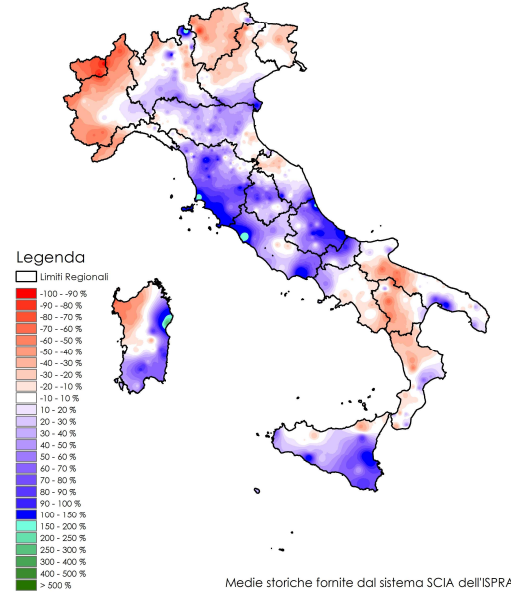 Legenda
Limiti Regionali
-100 - -90 %
-90 - -80 %
-80 - -70 %
-70 - -60 %
-60 - -50 %
-50 - -40 %
-40 - -30 %
-30 - -20 %
-20 - -10 %
-10 - 10 %
10 - 20 %
20 - 30 %
30 - 40 %
40 - 50 %
50 - 60 %
60 - 70 %
70 - 80 %
80 - 90 %
90 - 100 %
100 - 150 %
150 - 200 %
200 - 250 %
250 - 300 %
300 - 400 %
400 - 500 %
> 500 %
Medie storiche fornite dal sistema SCIA dell'ISPRA